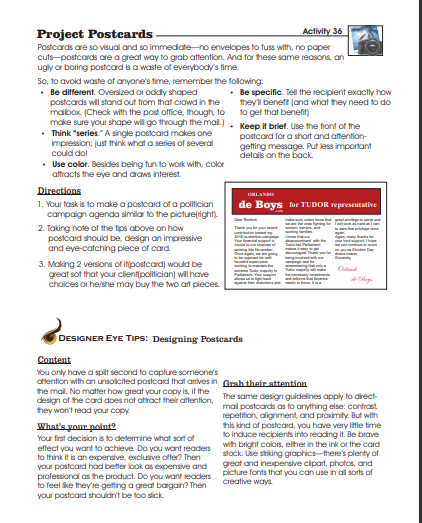 Project Postcards
Activity 36
Postcards are so visual and so immediate—no envelopes to fuss with, no paper
cuts—postcards are a great way to grab attention. And for these same reasons, an
ugly or boring postcard is a waste of everybody's time.
So, to avoid waste of anyone's time, remember the following:
• Be different. Oversized or oddly shaped
postcards will stand out from that crowd in the
mailbox. (Check with the post office, though, to
make sure your shape will go through the mail.)
• Think "series." A single postcard makes one
impression; just think what a series of several
could do!
• Use color. Besides being fun to work with, color
attracts the eye and draws interest.
• Be specific. Tell the recipient exactly how
they'll benefit (and what they need to do
to get that benefit)
• Keep it brief. Use the front of the
postcard for a short and attention-
getting message. Put less important
details on the back.
Directions
1. Your task is to make a postcard of a politician
campaign agenda similar to the picture(right).
2. Taking note of the tips above on how
postcard should be, design an impressive
and eye-catching piece of card.
3. Making 2 versions of it(postcard) would be
great sot that your client(politician) will have
choices or he/she may buy the two art pieces.
ORLANDO
de Boys.com
for TUDOR representative
Orlando
de Boys
DESIGNER EYE TIPS: Designing Postcards
Content
You only have a split second to capture someone's
attention with an unsolicited postcard that arrives in
the mail. No matter how great your copy is, if the
design of the card does not attract their attention,
they won't read your copy.
What's your point?
Your first decision is to determine what sort of
effect you want to achieve. Do you want readers
to think it is an expensive, exclusive offer? Then
your postcard had better look as expensive and
professional as the product. Do you want readers
to feel like they're getting a great bargain? Then
your postcard shouldn't be too slick.
Grab their attention
The same design guidelines apply to direct-
mail postcards as to anything else: contrast,
repetition, alignment, and proximity. But with
this kind of postcard, you have very little time
to induce recipients into reading it. Be brave
with bright colors, either in the ink or the card
stock. Use striking graphics—there's plenty of
great and inexpensive clipart, photos, and
picture fonts that you can use in all sorts of
creative ways.